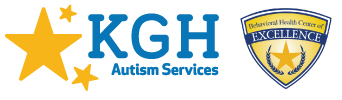 KGH
Autism Services
Behavioral Health Center of
EXCELLENCE